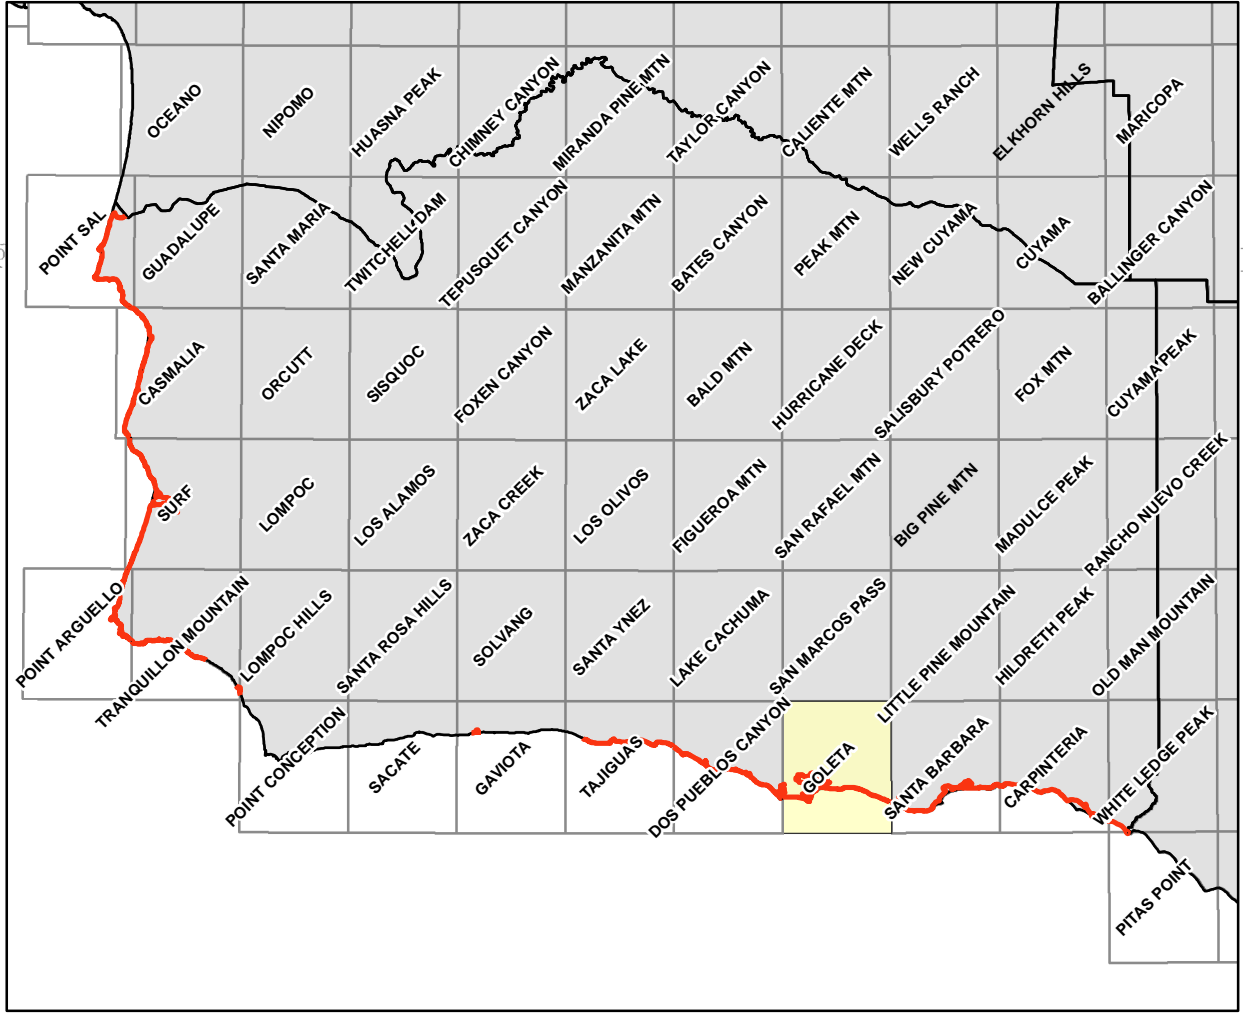 OCEANO
NIPOMO
HUASNA PEAK
CHIMNEY CANYON
MIRANDA PINE MTN
TAYLOR CANYON
CALIENTE MTN
WELLS RANCH
ELKHORN HILLS
MARICOPA
POINT SAL
GUADALUPE
SANTA MARIA
TWITCHELL DAM
TEPUSQUET CANYON
MANZANITA MTN
BATES CANYON
PEAK MTN
NEW CUYAMA
CUYAMA
BALLINGER CANYON
CASMALIA
ORCUTT
SISQUOC
FOXEN CANYON
ZACA LAKE
BALD MTN
HURRICANE DECK
SALISBURY POTRERO
FOX MTN
CUYAMA PEAK
SURF
LOMPOC
LOS ALAMOS
ZACA CREEK
LOS OLIVOS
FIGUEROA MTN
SAN RAFAEL MTN
BIG PINE MTN
MADULCE PEAK
RANCHO NUEVO CREEK
POINT ARGUELLO
TRANQUILLON MOUNTAIN
LOMPOC HILLS
SANTA ROSA HILLS
SOLVANG
SANTA YNEZ
LAKE CACHUMA
SAN MARCOS PASS
LITTLE PINE MOUNTAIN
HILDRETH PEAK
OLD MAN MOUNTAIN
POINT CONCEPTION
SACATE
GAVIOTA
TAJIGUAS
DOS PUEBLOS CANYON
GOLETA
SANTA BARBARA
CARPINTERIA
WHITE LEDGE PEAK
PITAS POINT